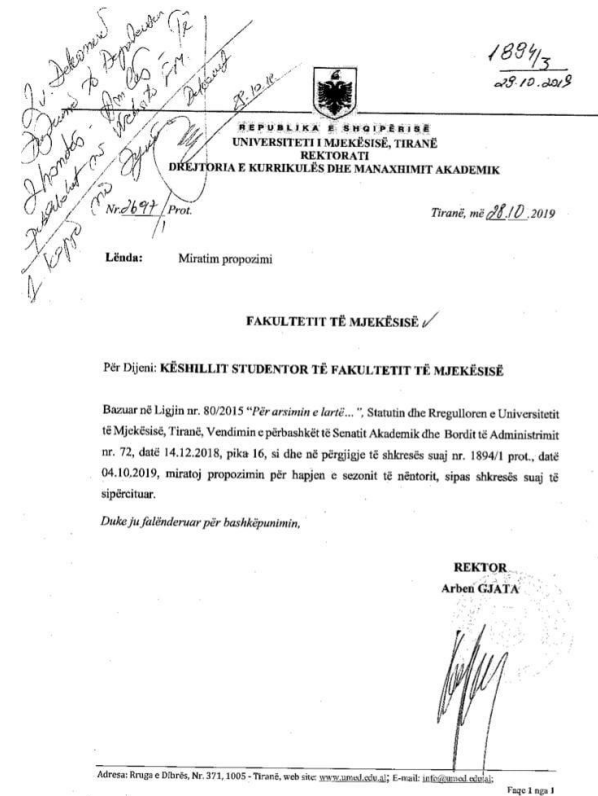 1894/3
29.10.2019
29.10.19
REPUBLIKA E SHQIPËRISË
UNIVERSITETI I MJEKËSISË, TIRANË
REKTORATI
DREJTORIA E KURRIKULËS DHE MANAXHIMIT AKADEMIK
Nr. 2697/1 Prot.
Tiranë, më 28.10.2019
Lënda: Miratim propozimi
FAKULTETIT TË MJEKËSISË
Për Dijeni: KËSHILLIT STUDENTOR TË FAKULTETIT TË MJEKËSISË
Bazuar në Ligjin nr. 80/2015 “Për arsimin e lartë... ”, Statutin dhe Rregulloren e Universitetit
të Mjekësisë, Tiranë, Vendimin e përbashkët të Senatit Akademik dhe Bordit të Administrimit
nr. 72, datë 14.12.2018, pika 16, si dhe në përgjigje të shkresës suaj nr. 1894/1 prot., datë
04.10.2019, miratoj propozimin për hapjen e sezonit të nëntorit, sipas shkresës suaj të
sipërcituar.
Duke ju falënderuar për bashkëpunimin,
REKTOR
Arben GJATA
Adresa: Rruga e Dibrës, Nr. 371, 1005 - Tiranë, web site: www.umed.edu.al; E-mail: info@umed.edu.al;
Faqe 1 nga 1